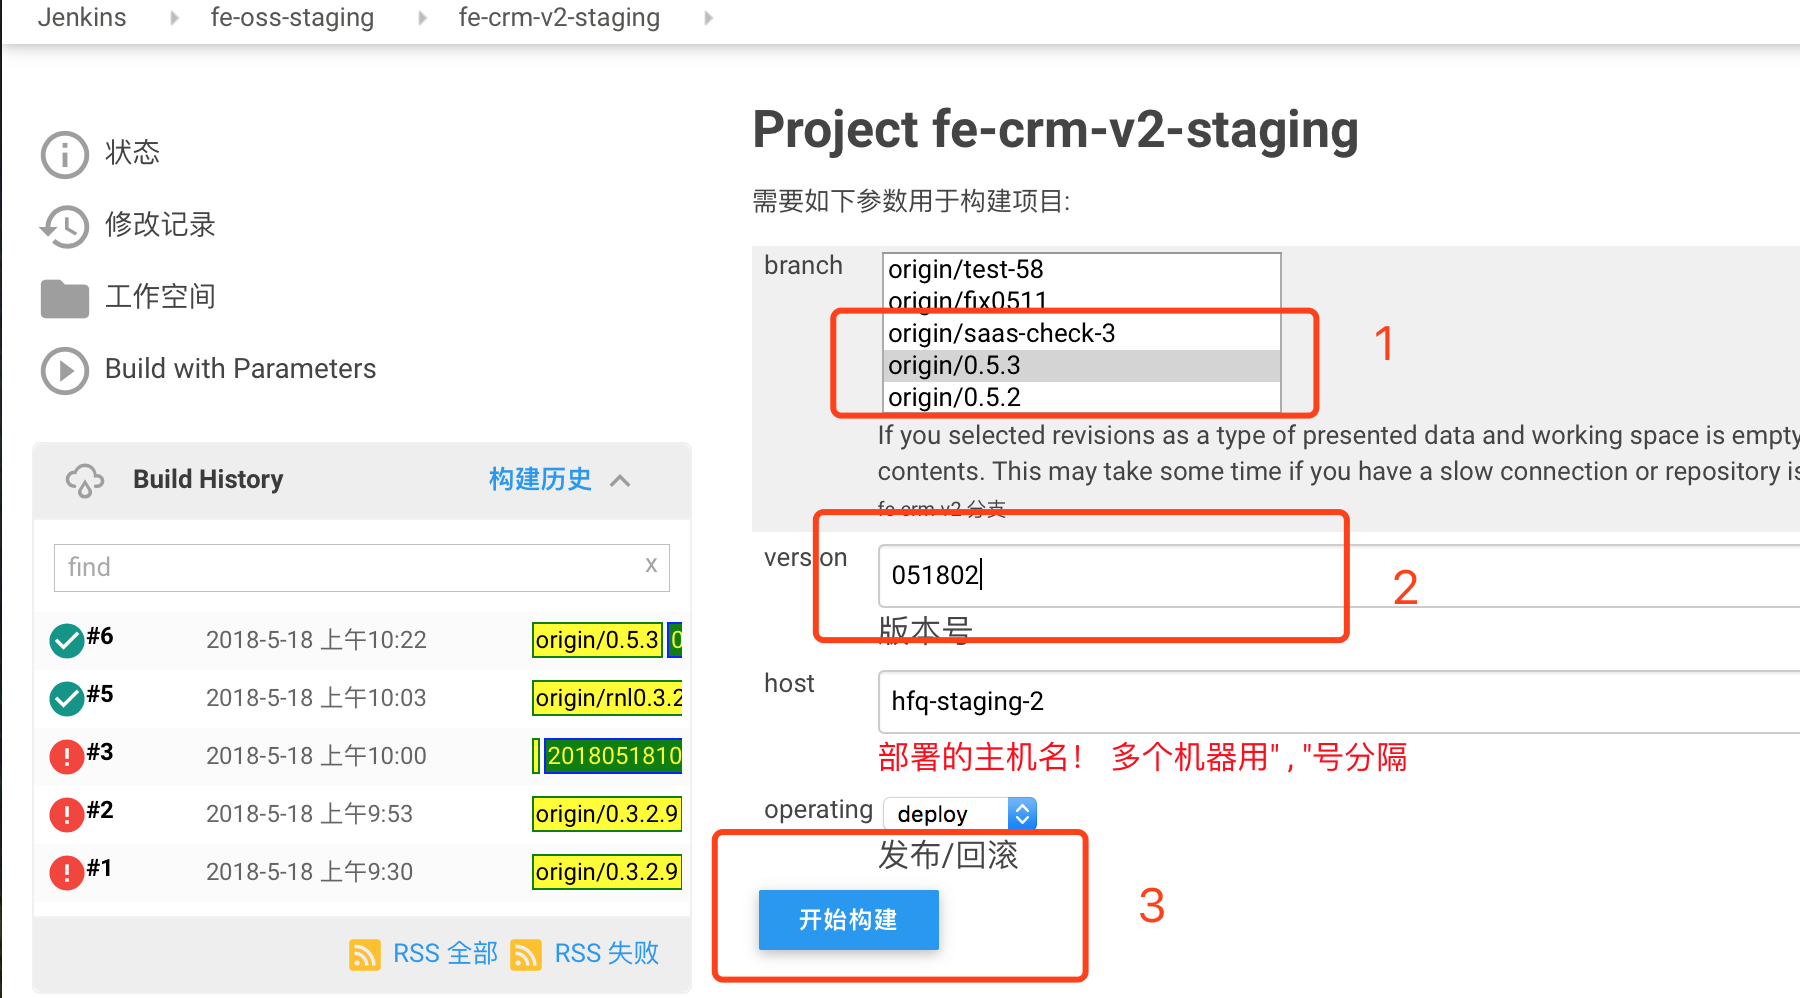 Jenkins fe-oss-staging fe-crm-v2-staging
状态
修改记录
工作空间
Build with Parameters
Build History 构建历史
find x
#6 2018-5-18 上午10:22 origin/0.5.3 0
#5 2018-5-18 上午10:03 origin/rnl0.3.2
#3 2018-5-18 上午10:00 2018051810
#2 2018-5-18 上午9:53 origin/0.3.2.9
#1 2018-5-18 上午9:30 origin/0.3.2.9
RSS 全部 RSS 失败
Project fe-crm-v2-staging
需要如下参数用于构建项目:
branch
origin/test-58
origin/fix0511
origin/saas-check-3
origin/0.5.3
origin/0.5.2
1
If you selected revisions as a type of presented data and working space is empty
contents. This may take some time if you have a slow connection or repository is
fe crm v2 分支
version 051802
版本号
2
host hfq-staging-2
部署的主机名！ 多个机器用" , "号分隔
operating deploy
发布/回滚
开始构建
3